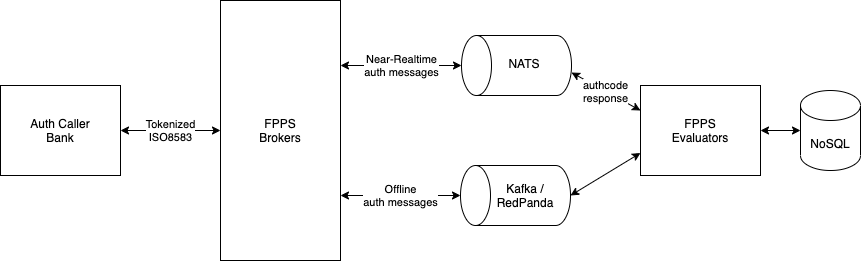 Auth Caller
Bank
Tokenized
ISO8583
FPPS
Brokers
Near-Realtime
auth messages
NATS
authcode
response
Offline
auth messages
Kafka /
RedPanda
FPPS
Evaluators
NoSQL